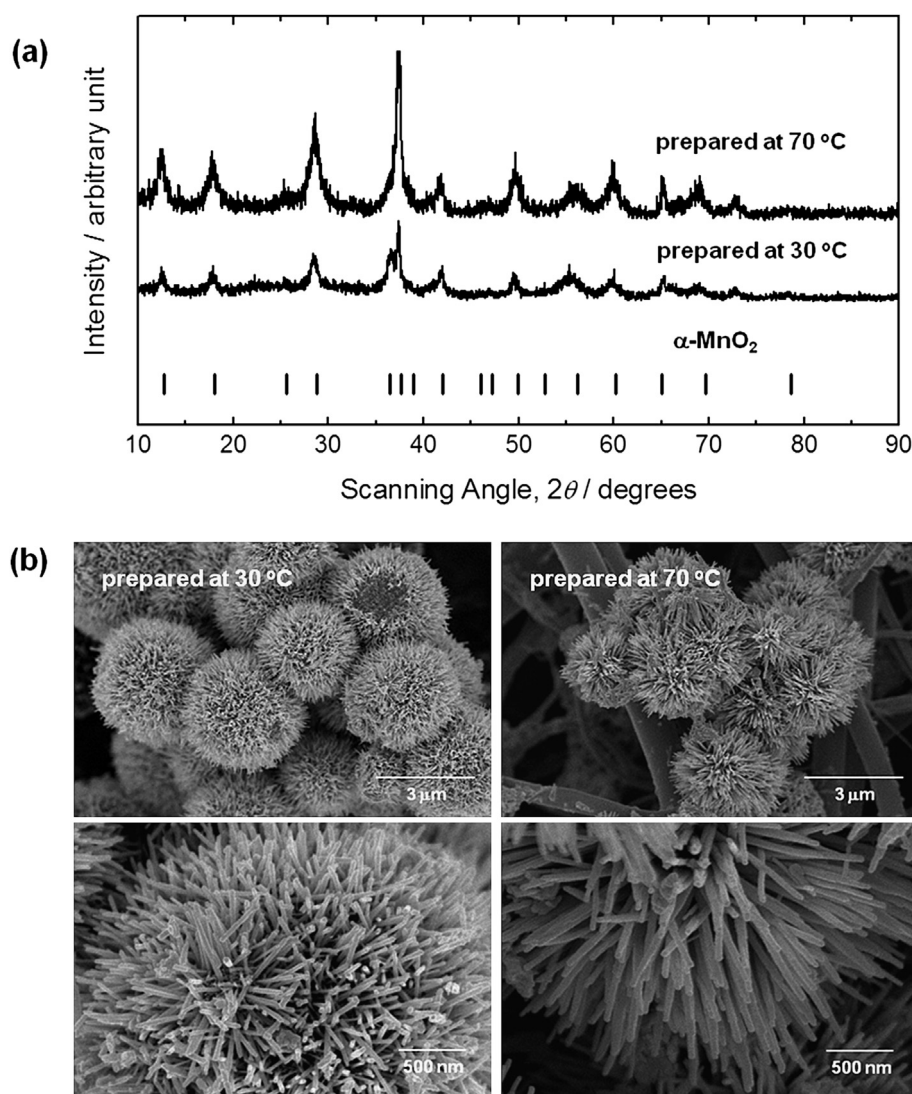 (a)
Intensity / arbitrary unit
prepared at 70 °C
prepared at 30 °C
α-MnO₂
10 20 30 40 50 60 70 80 90
Scanning Angle, 2θ / degrees
(b)
prepared at 30 °C
prepared at 70 °C
3 μm
3 μm
500 nm
500 nm